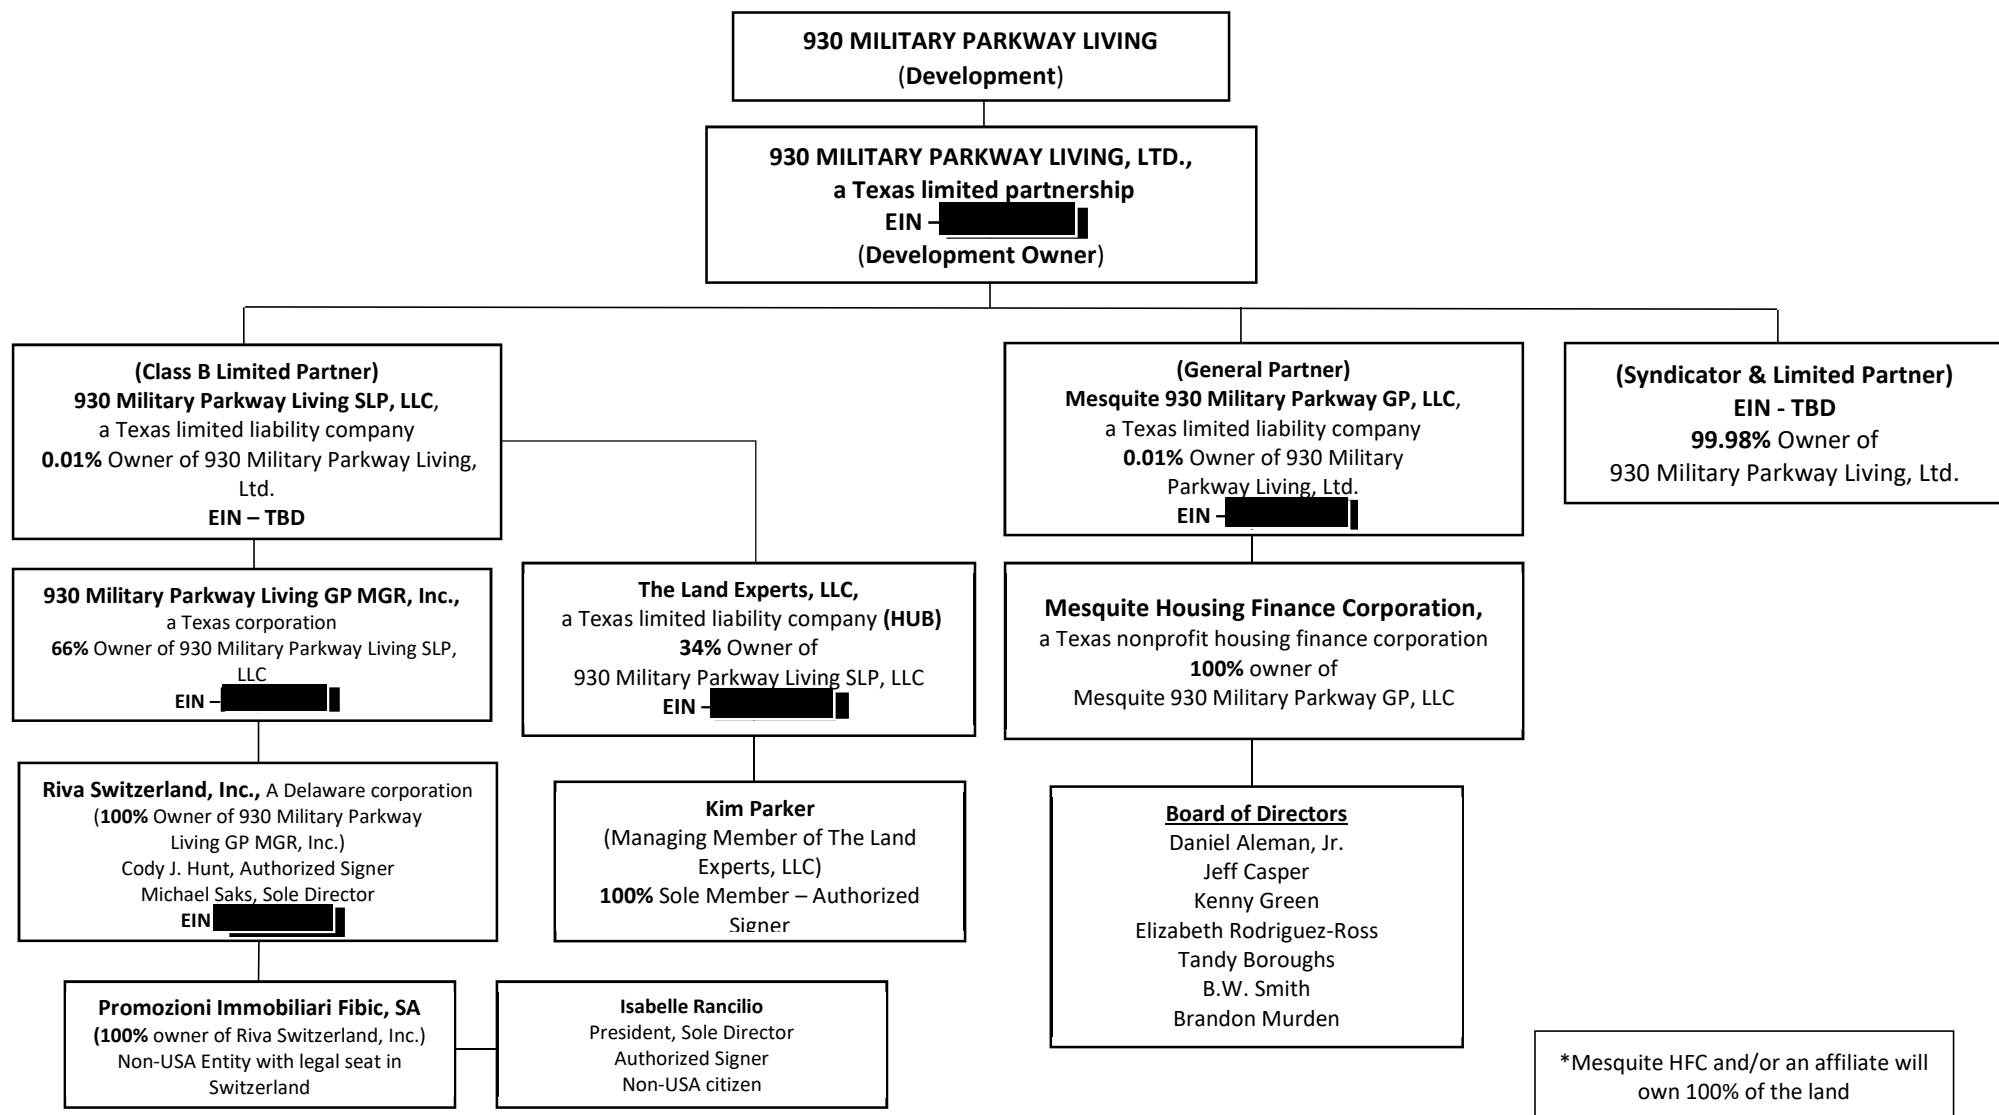 930 MILITARY PARKWAY LIVING
(Development)
930 MILITARY PARKWAY LIVING, LTD.,
a Texas limited partnership
EIN –
(Development Owner)
(Class B Limited Partner)
930 Military Parkway Living SLP, LLC,
a Texas limited liability company
0.01% Owner of 930 Military Parkway Living,
Ltd.
EIN – TBD
(General Partner)
Mesquite 930 Military Parkway GP, LLC,
a Texas limited liability company
0.01% Owner of 930 Military
Parkway Living, Ltd.
EIN –
(Syndicator & Limited Partner)
EIN - TBD
99.98% Owner of
930 Military Parkway Living, Ltd.
930 Military Parkway Living GP MGR, Inc.,
a Texas corporation
66% Owner of 930 Military Parkway Living SLP,
LLC
EIN –
The Land Experts, LLC,
a Texas limited liability company (HUB)
34% Owner of
930 Military Parkway Living SLP, LLC
EIN –
Mesquite Housing Finance Corporation,
a Texas nonprofit housing finance corporation
100% owner of
Mesquite 930 Military Parkway GP, LLC
Riva Switzerland, Inc., A Delaware corporation
(100% Owner of 930 Military Parkway
Living GP MGR, Inc.)
Cody J. Hunt, Authorized Signer
Michael Saks, Sole Director
EIN
Kim Parker
(Managing Member of The Land
Experts, LLC)
100% Sole Member – Authorized
Signer
Board of Directors
Daniel Aleman, Jr.
Jeff Casper
Kenny Green
Elizabeth Rodriguez-Ross
Tandy Boroughs
B.W. Smith
Brandon Murden
Promozioni Immobiliari Fibic, SA
(100% owner of Riva Switzerland, Inc.)
Non-USA Entity with legal seat in
Switzerland
Isabelle Rancilio
President, Sole Director
Authorized Signer
Non-USA citizen
*Mesquite HFC and/or an affiliate will
own 100% of the land